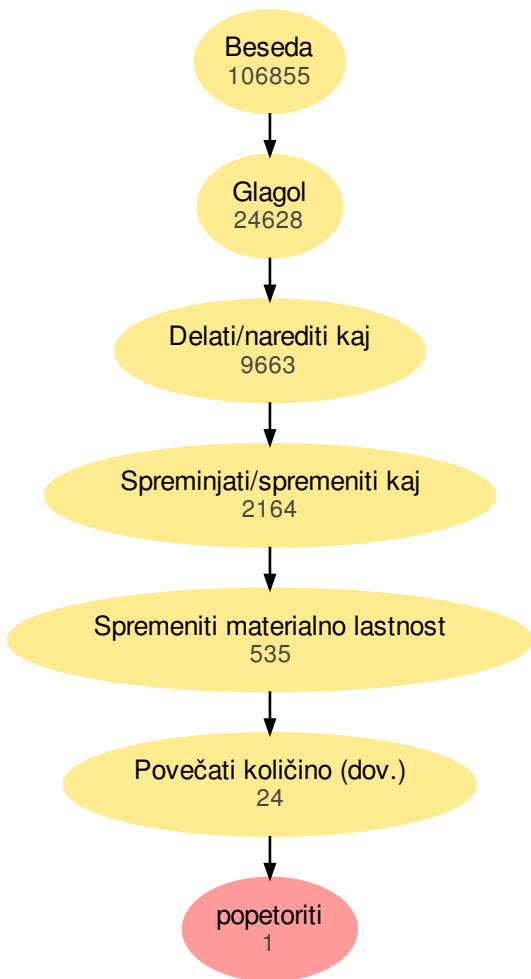 Beseda
106855
Glagol
24628
Delati/narediti kaj
9663
Spreminjati/spremeniti kaj
2164
Spremeniti materialno lastnost
535
Povečati količino (dov.)
24
popetoriti
1